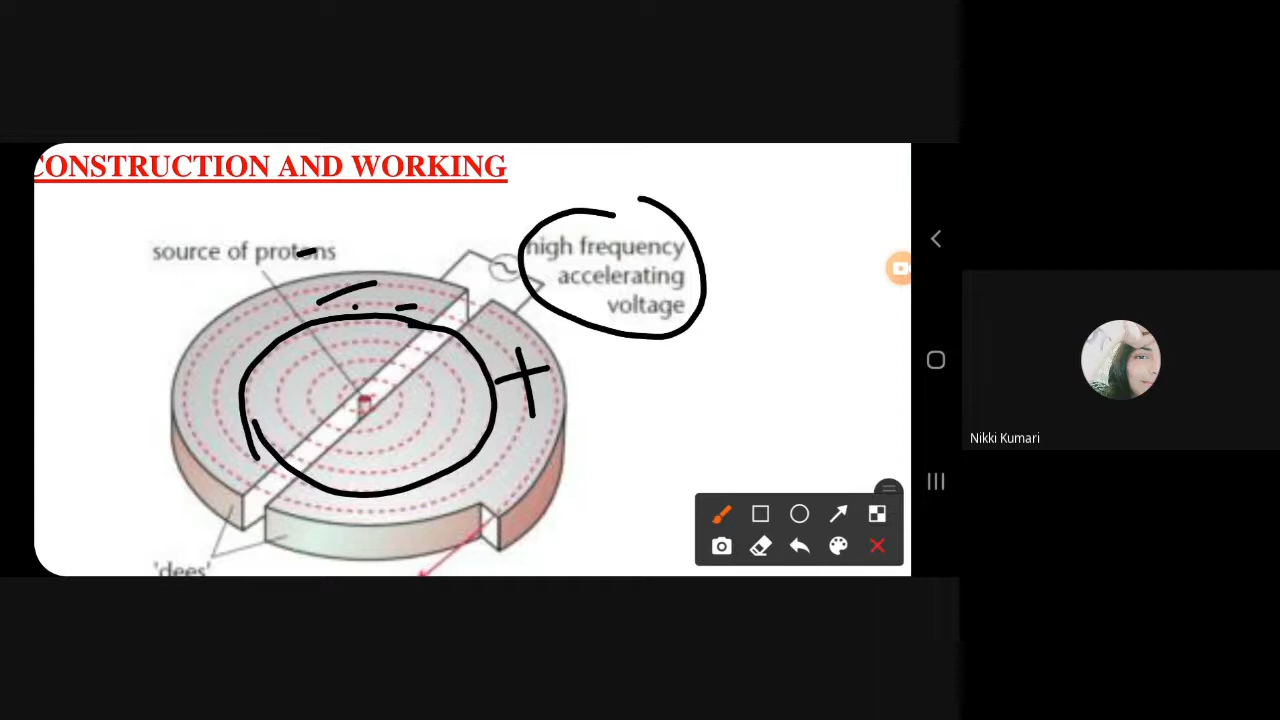 CONSTRUCTION AND WORKING
source of protons
high frequency
accelerating
voltage
'dees'
Nikki Kumari